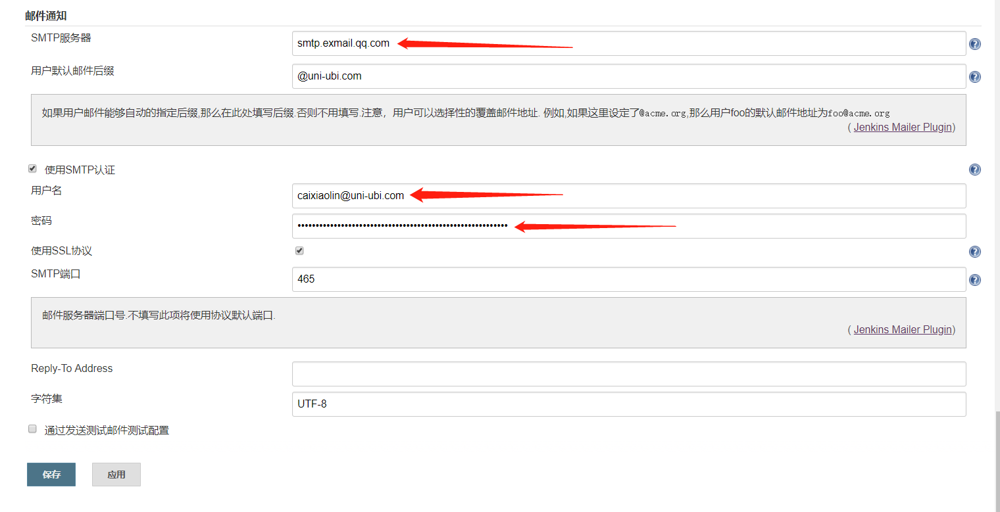 邮件通知
SMTP服务器
smtp.exmail.qq.com
用户默认邮件后缀
@uni-ubi.com
如果用户邮件能够自动的指定后缀,那么在此处填写后缀.否则不用填写.注意，用户可以选择性的覆盖邮件地址. 例如,如果这里设定了@acme.org,那么用户foo的默认邮件地址为foo@acme.org
( Jenkins Mailer Plugin)
使用SMTP认证
用户名
caixiaolin@uni-ubi.com
密码
使用SSL协议
SMTP端口
465
邮件服务器端口号.不填写此项将使用协议默认端口.
( Jenkins Mailer Plugin)
Reply-To Address
字符集
UTF-8
通过发送测试邮件测试配置
保存 应用